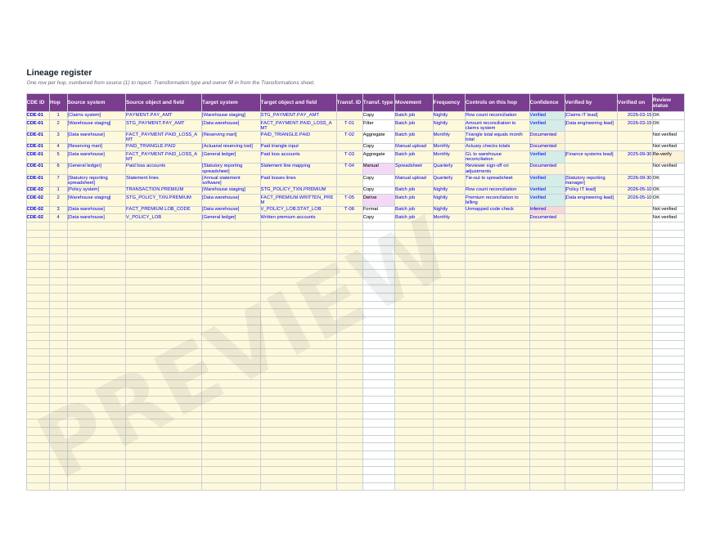 Lineage register
One row per hop, numbered from source (1) to report. Transformation type and owner fill in from the Transformations sheet.
CDE ID Hop Source system Source object and field Target system Target object and field Transf. ID Transf. type Movement Frequency Controls on this hop Confidence Verified by Verified on Review status
CDE-01 1 [Claims system] PAYMENT.PAY_AMT [Warehouse staging] STG_PAYMENT.PAY_AMT Copy Batch job Nightly Row count reconciliation Verified [Claims IT lead] 2026-03-15 OK
CDE-01 2 [Warehouse staging] STG_PAYMENT.PAY_AMT [Data warehouse] FACT_PAYMENT.PAID_LOSS_AMT T-01 Filter Batch job Nightly Amount reconciliation to claims system Verified [Data engineering lead] 2026-03-15 OK
CDE-01 3 [Data warehouse] FACT_PAYMENT.PAID_LOSS_AMT [Reserving mart] PAID_TRIANGLE.PAID T-02 Aggregate Batch job Monthly Triangle total equals month total Documented Not verified
CDE-01 4 [Reserving mart] PAID_TRIANGLE.PAID [Actuarial reserving tool] Paid triangle input Copy Manual upload Monthly Actuary checks totals Documented Not verified
CDE-01 5 [Data warehouse] FACT_PAYMENT.PAID_LOSS_AMT [General ledger] Paid loss accounts T-03 Aggregate Batch job Monthly GL to warehouse reconciliation Verified [Finance systems lead] 2025-09-30 Re-verify
CDE-01 6 [General ledger] Paid loss accounts [Statutory reporting spreadsheet] Statement line mapping T-04 Manual Spreadsheet Quarterly Reviewer sign-off on adjustments Documented Not verified
CDE-01 7 [Statutory reporting spreadsheet] Statement lines [Annual statement software] Paid losses lines Copy Manual upload Quarterly Tie-out to spreadsheet Verified [Statutory reporting manager] OK
CDE-02 1 [Policy system] TRANSACTION.PREMIUM [Warehouse staging] STG_POLICY_TXN.PREMIUM Copy Batch job Nightly Row count reconciliation Verified [Policy IT lead] 2026-05-10 OK
CDE-02 2 [Warehouse staging] STG_POLICY_TXN.PREMIUM [Data warehouse] FACT_PREMIUM.WRITTEN_PREM T-05 Derive Batch job Nightly Premium reconciliation to billing Verified [Data engineering lead] 2026-05-10 OK
CDE-02 3 [Data warehouse] FACT_PREMIUM.LOB_CODE [Data warehouse] V_POLICY_LOB.STAT_LOB T-06 Format Batch job Nightly Unmapped code check Inferred Not verified
CDE-02 4 [Data warehouse] V_POLICY_LOB [General ledger] Written premium accounts Copy Batch job Monthly Documented Not verified
PREVIEW